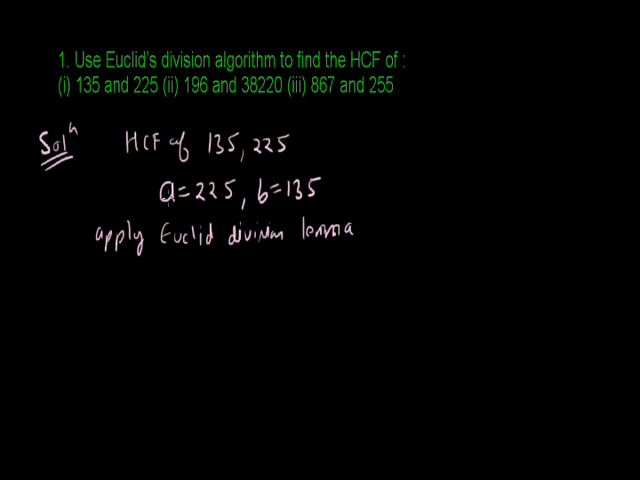 1. Use Euclid's division algorithm to find the HCF of :
(i) 135 and 225 (ii) 196 and 38220 (iii) 867 and 255
Solⁿ HCF of 135, 225
a=225, b=135
apply Euclid division lemma